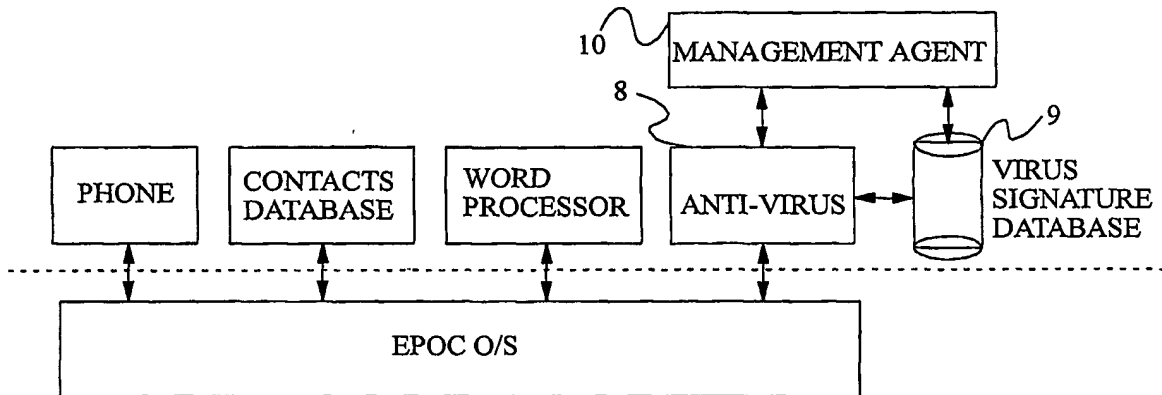 10
MANAGEMENT AGENT
8
9
PHONE
CONTACTS
DATABASE
WORD
PROCESSOR
ANTI-VIRUS
VIRUS
SIGNATURE
DATABASE
EPOC O/S